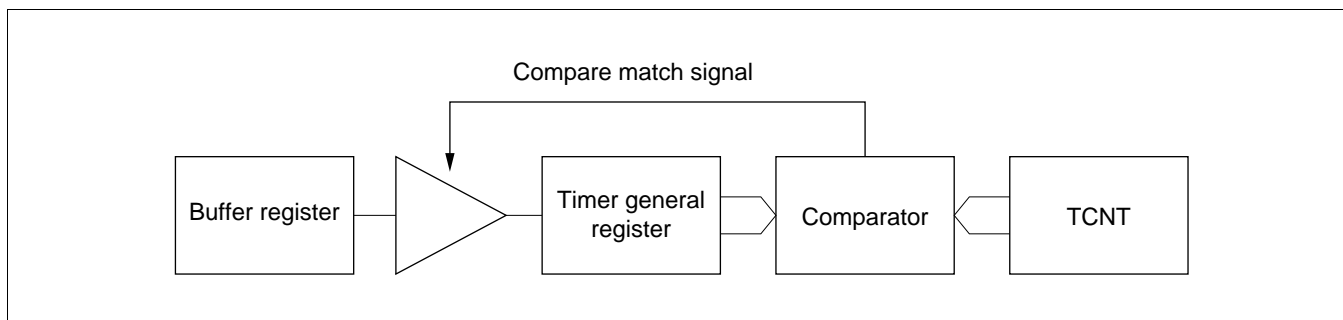 Compare match signal
Buffer register
Timer general
register
Comparator
TCNT